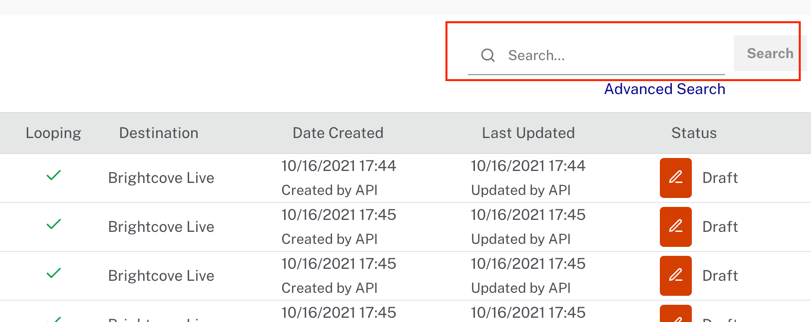 Search...
Search
Advanced Search
Looping Destination Date Created Last Updated Status
10/16/2021 17:44 10/16/2021 17:44
Brightcove Live Draft
Created by API Updated by API
10/16/2021 17:45 10/16/2021 17:45
Brightcove Live Draft
Created by API Updated by API
10/16/2021 17:45 10/16/2021 17:45
Brightcove Live Draft
Created by API Updated by API
10/16/2021 17:45 10/16/2021 17:45
Brightcove Live Draft